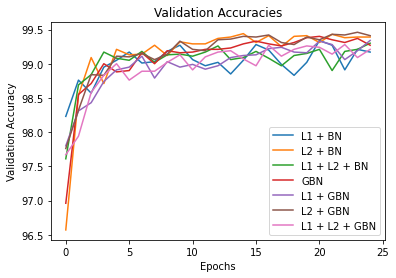 Validation Accuracies
Validation Accuracy
99.5
99.0
98.5
98.0
97.5
97.0
96.5
L1 + BN
L2 + BN
L1 + L2 + BN
GBN
L1 + GBN
L2 + GBN
L1 + L2 + GBN
0 5 10 15 20 25
Epochs